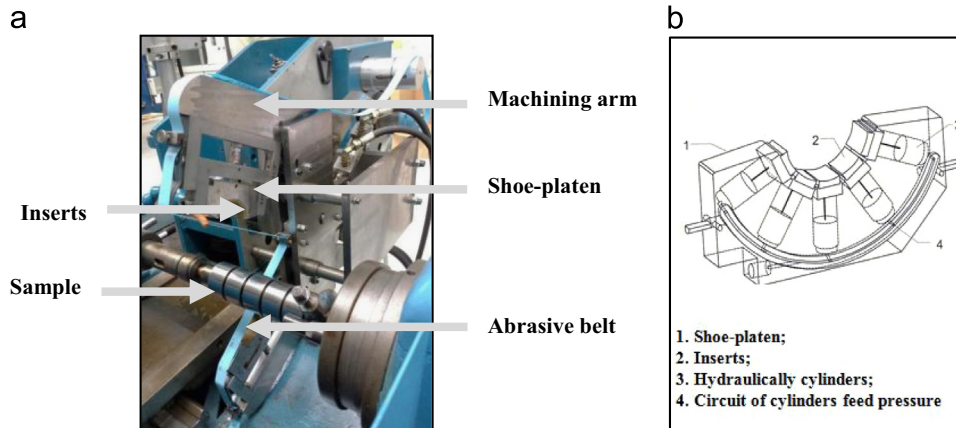 a
Machining arm
Shoe-platen
Inserts
Sample
Abrasive belt
b
1
2
3
4
1. Shoe-platen;
2. Inserts;
3. Hydraulically cylinders;
4. Circuit of cylinders feed pressure